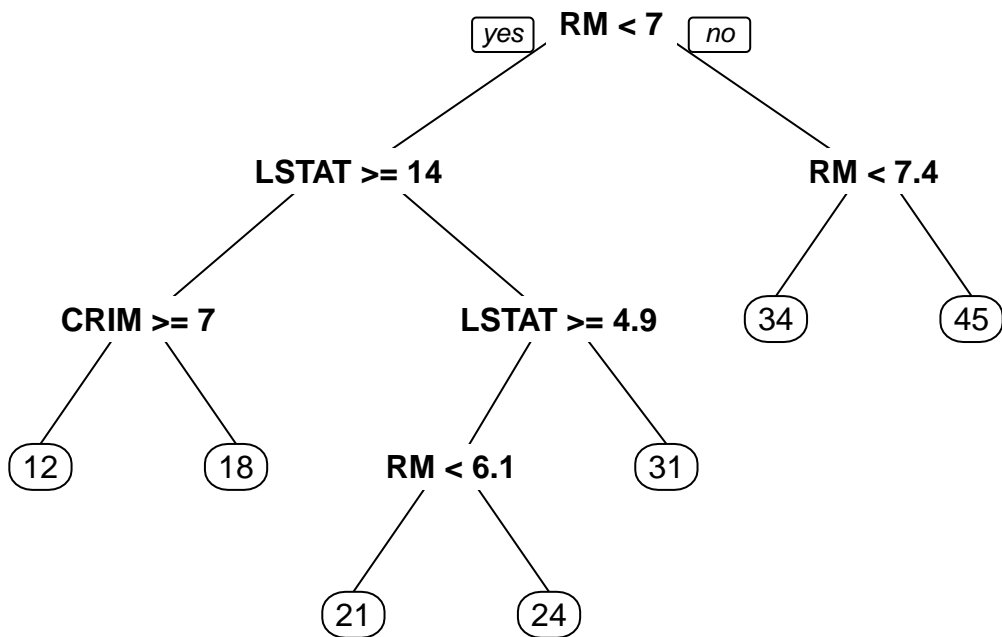 yes RM < 7 no
LSTAT >= 14 RM < 7.4
CRIM >= 7 LSTAT >= 4.9 34 45
12 18 RM < 6.1 31
21 24